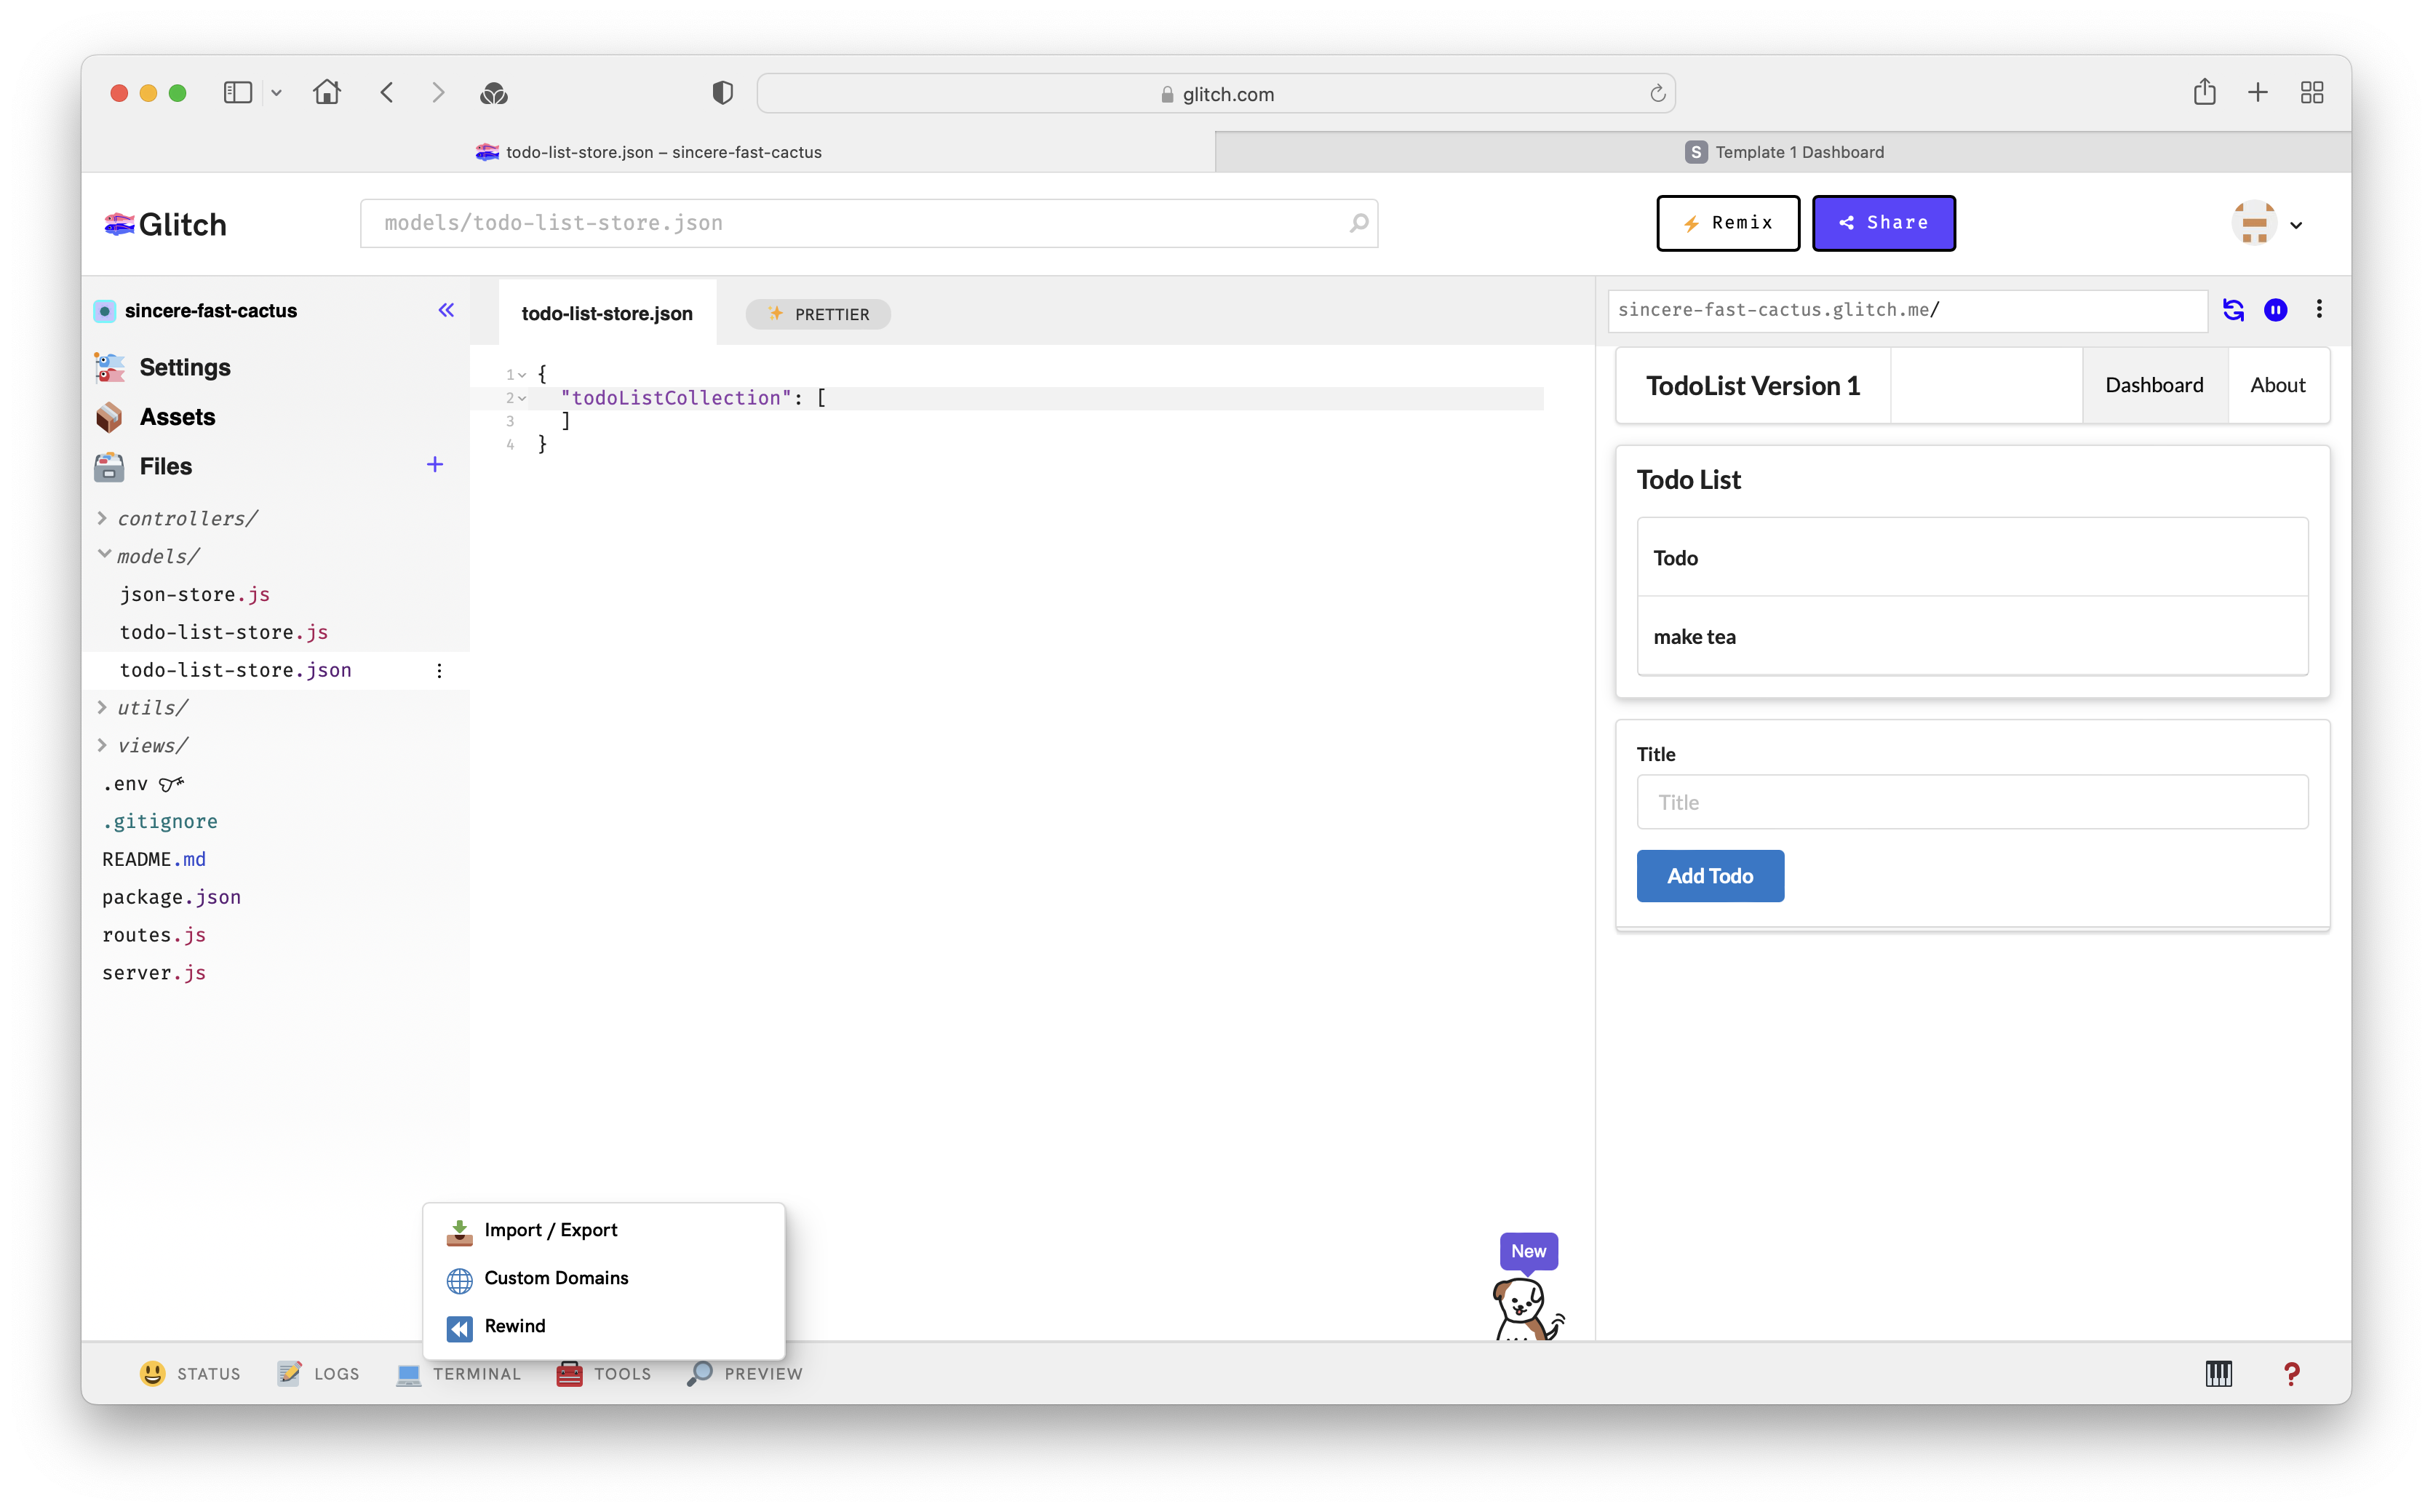 glitch.com
todo-list-store.json – sincere-fast-cactus
S Template 1 Dashboard
Glitch
models/todo-list-store.json
Remix
Share
sincere-fast-cactus
Settings
Assets
Files
controllers/
models/
json-store.js
todo-list-store.js
todo-list-store.json
utils/
views/
.env
.gitignore
README.md
package.json
routes.js
server.js
todo-list-store.json
PRETTIER
1 {
2 "todoListCollection": [
3 ]
4 }
sincere-fast-cactus.glitch.me/
TodoList Version 1
Dashboard
About
Todo List
Todo
make tea
Title
Title
Add Todo
New
Import / Export
Custom Domains
Rewind
STATUS
LOGS
TERMINAL
TOOLS
PREVIEW
?